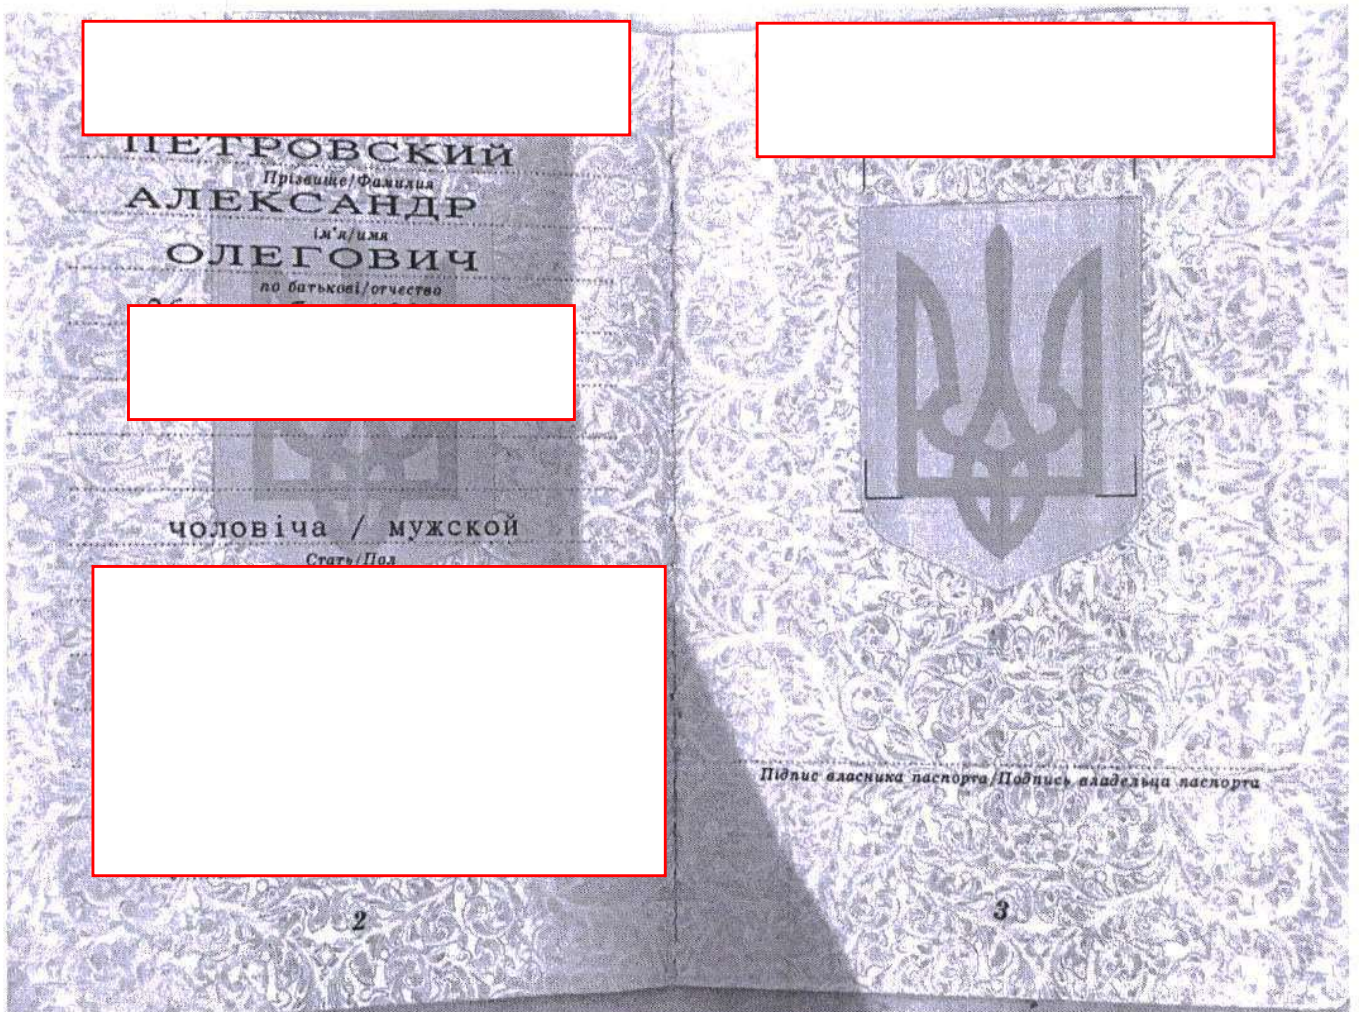 ПЕТРОВСКИЙ
Прізвище/Фамилия
АЛЕКСАНДР
ім'я/имя
ОЛЕГОВИЧ
по батькові/отчество
чоловіча / мужской
Стать/Пол
2
Підпис власника паспорта/Подпись владельца паспорта
3